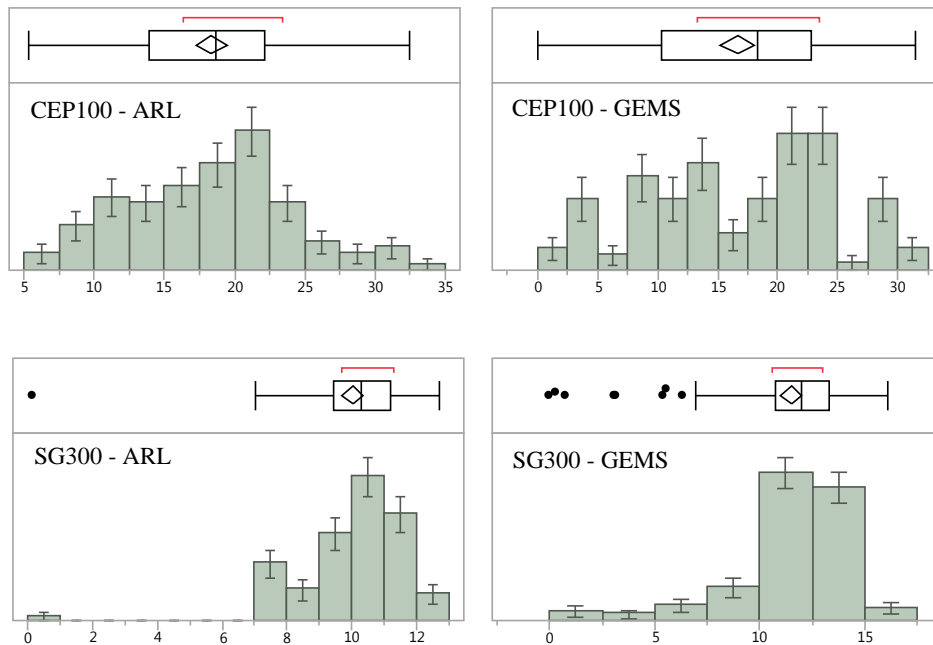 CEP100 - ARL
5 10 15 20 25 30 35
CEP100 - GEMS
0 5 10 15 20 25 30
SG300 - ARL
0 2 4 6 8 10 12
SG300 - GEMS
0 5 10 15